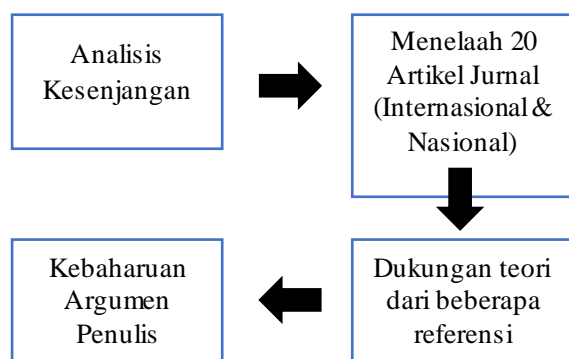 Analisis
Kesenjangan
Menelaah 20
Artikel Jurnal
(Internasional &
Nasional)
Dukungan teori
dari beberapa
referensi
Kebaharuan
Argumen
Penulis